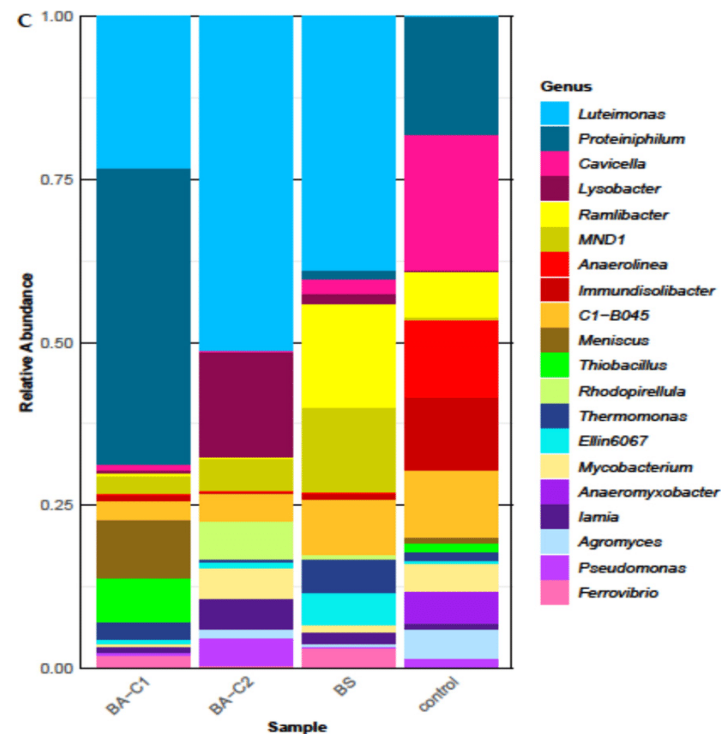 C
1.00
0.75
0.50
0.25
0.00
Relative Abundance
BA-C1
BA-C2
BS
control
Sample
Genus
Luteimonas
Proteiniphilum
Cavicella
Lysobacter
Ramlibacter
MND1
Anaerolinea
Immundisolibacter
C1-B045
Meniscus
Thiobacillus
Rhodopirellula
Thermomonas
Ellin6067
Mycobacterium
Anaeromyxobacter
Iamia
Agromyces
Pseudomonas
Ferrovibrio